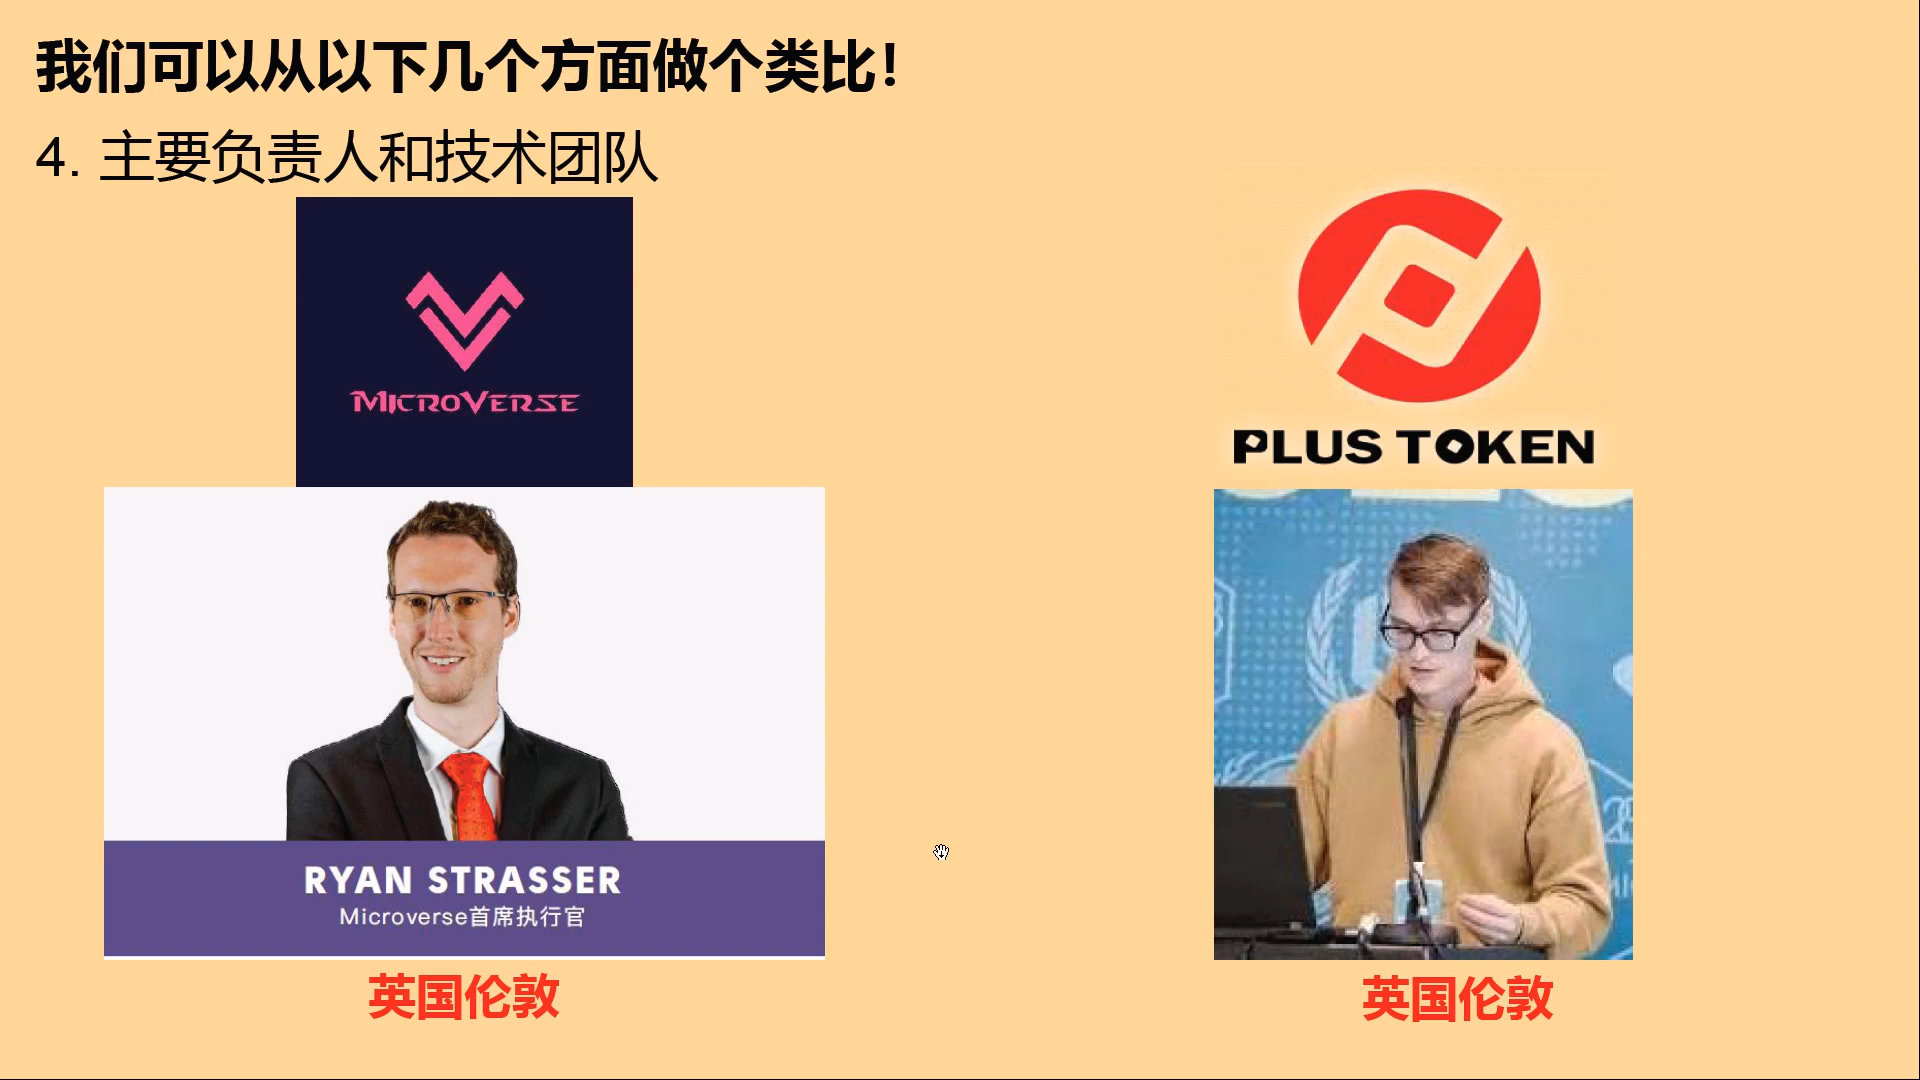 我们可以从以下几个方面做个类比！
4. 主要负责人和技术团队
MICROVERSE
PLUS TOKEN
RYAN STRASSER
Microverse首席执行官
英国伦敦
英国伦敦